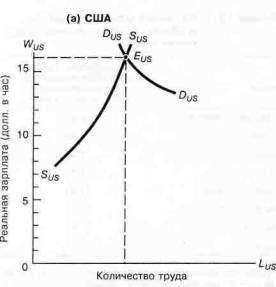 (а) США
W_US
D_US S_US
15
E_US
D_US
10
S_US
5
0
L_US
Реальная зарплата (долл. в час)
Количество труда